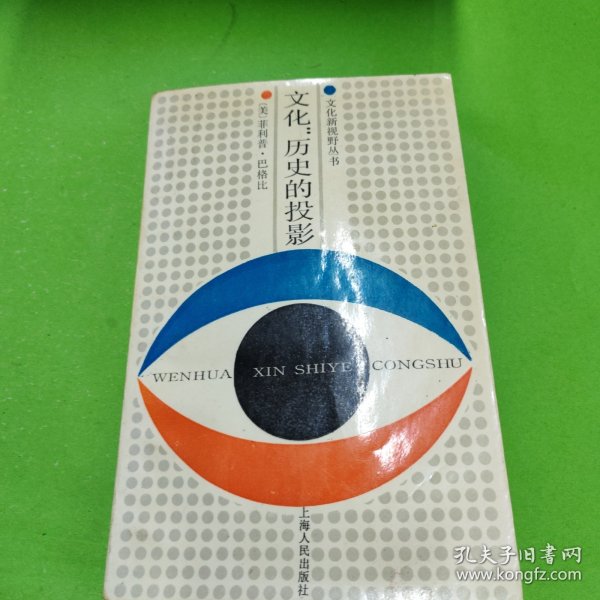 文化新视野丛书
文化:历史的投影
(美)菲利普·巴格比
WENHUA XIN SHIYE CONGSHU
上海人民出版社
孔夫子旧书网
www.kongfz.com